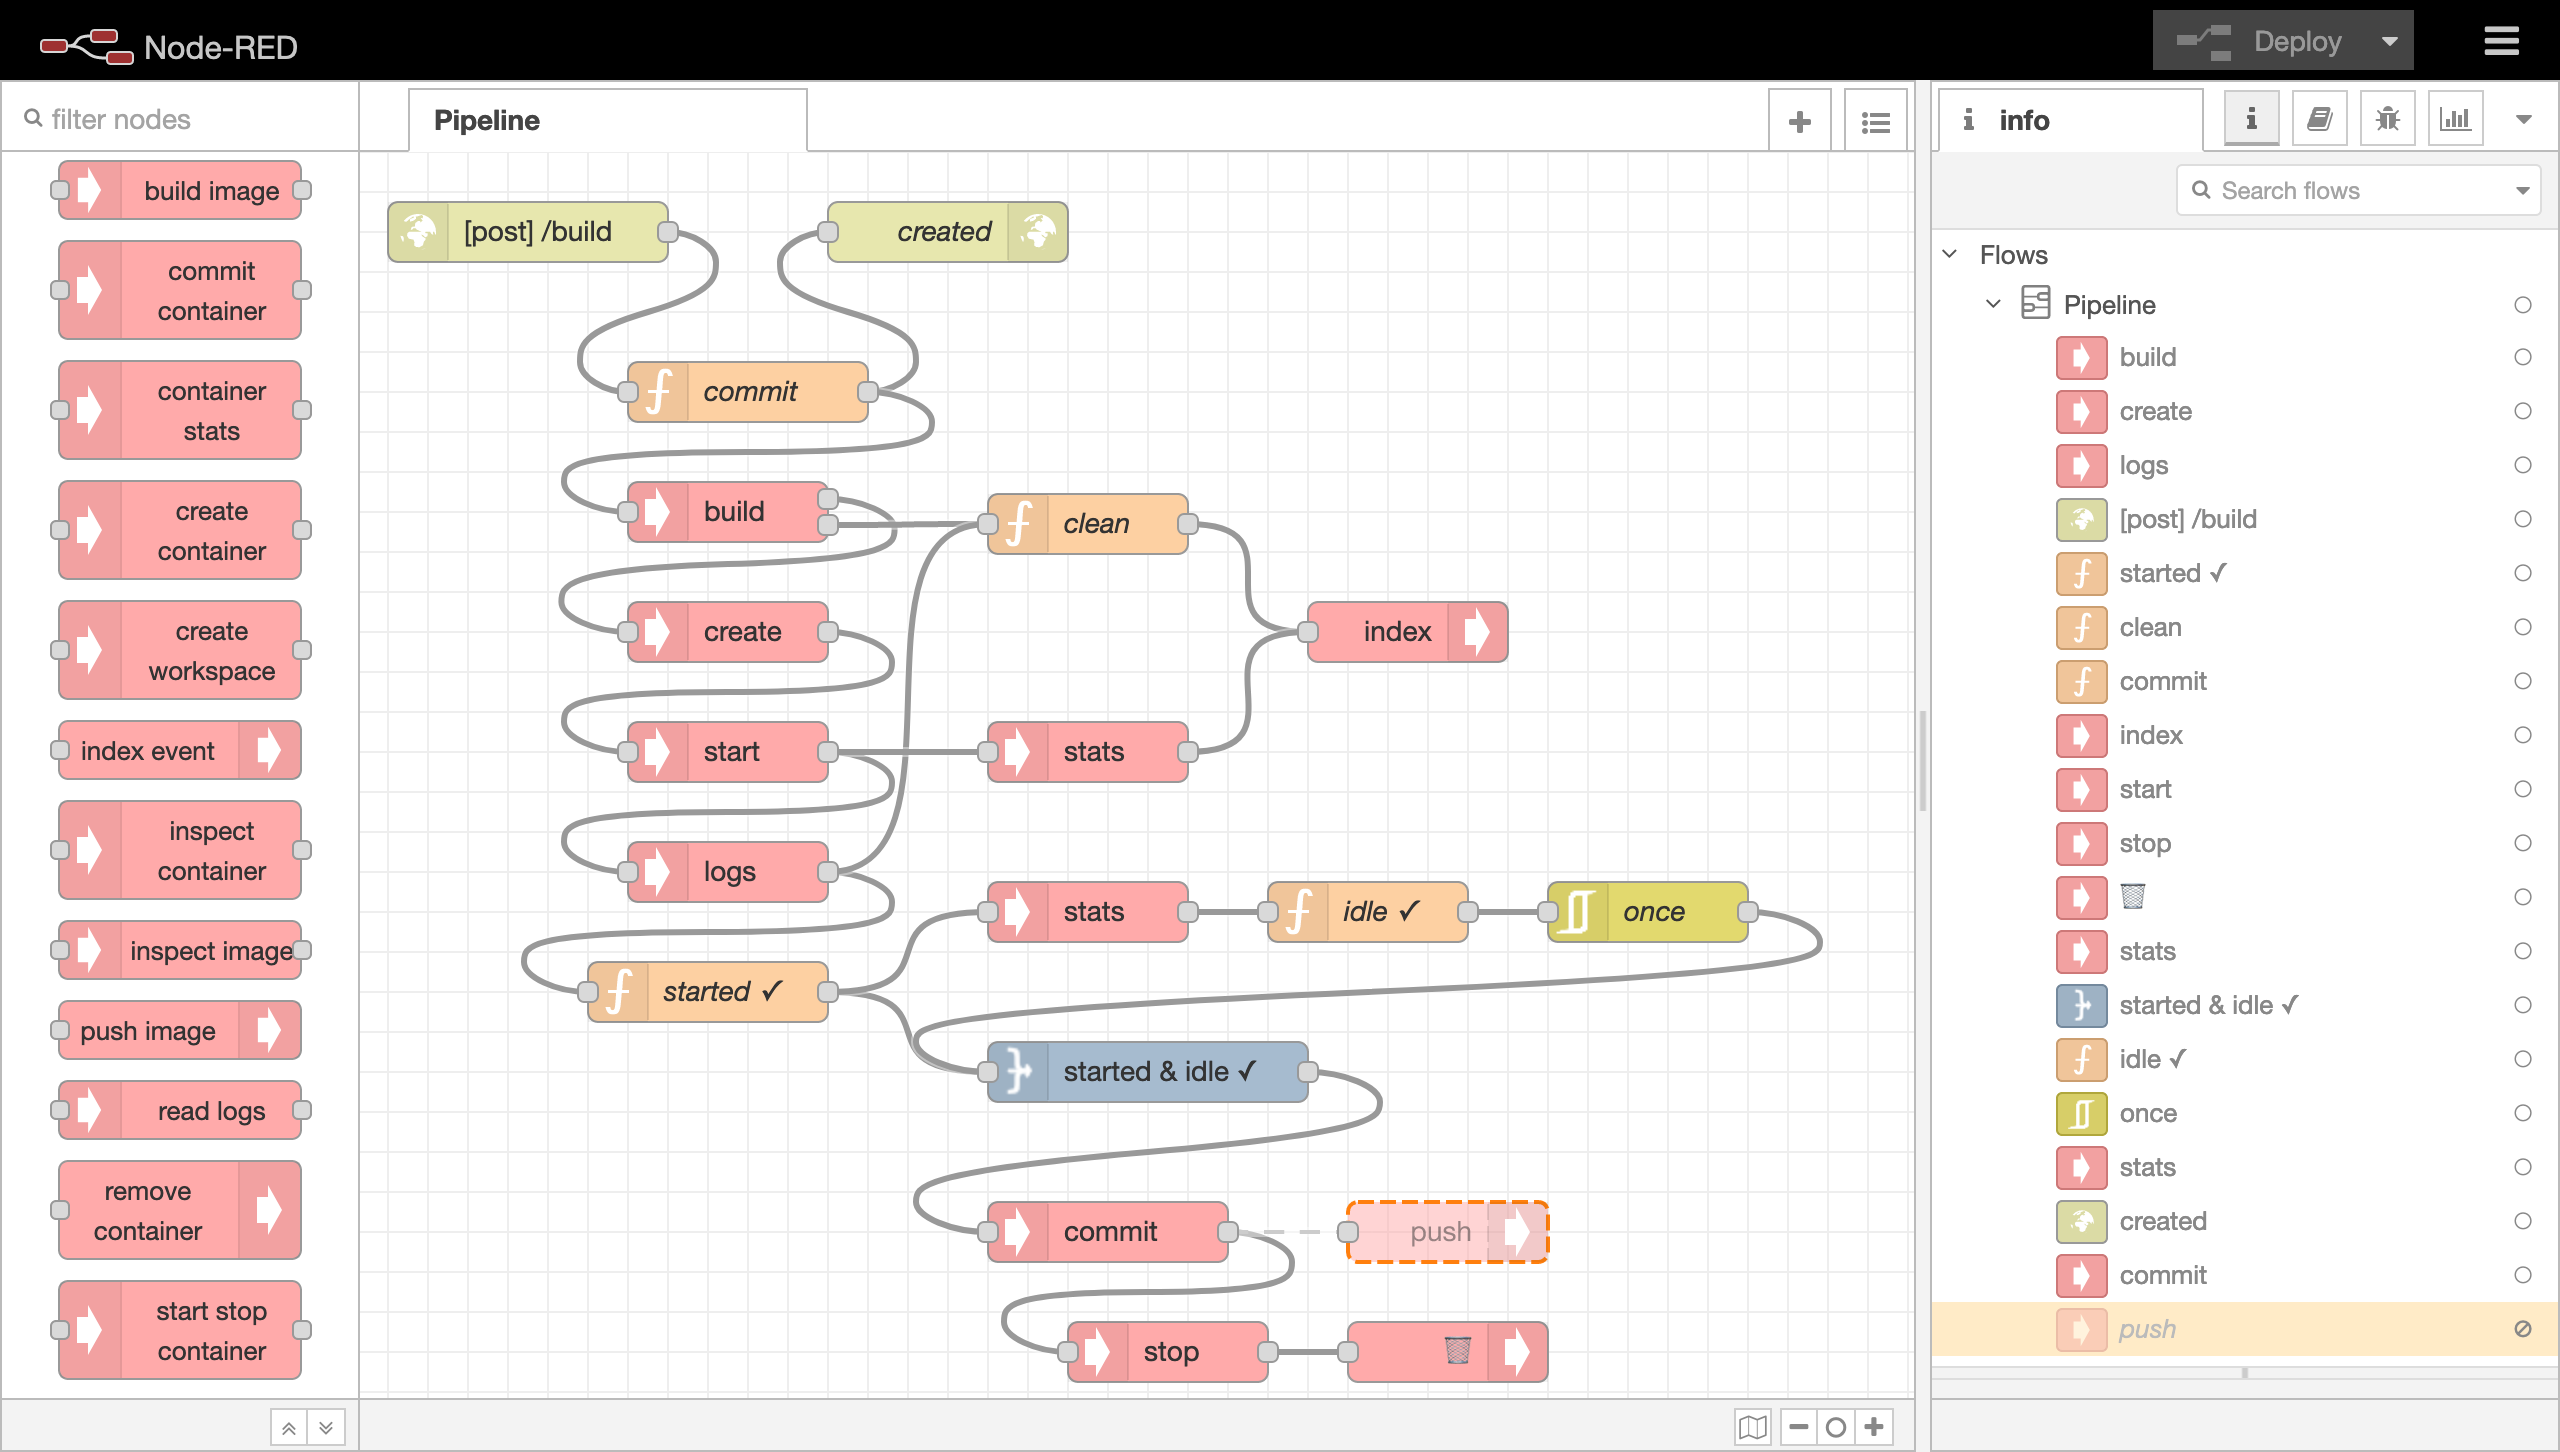 Node-RED
Deploy
filter nodes
Pipeline
info
Search flows
build image
commit
container
container
stats
create
container
create
workspace
index event
inspect
container
inspect image
push image
read logs
remove
container
start stop
container
[post] /build
created
commit
build
clean
create
index
start
stats
logs
stats
idle ✓
once
started ✓
started & idle ✓
commit
push
stop
Flows
Pipeline
build
create
logs
[post] /build
started ✓
clean
commit
index
start
stop
stats
started & idle ✓
idle ✓
once
stats
created
commit
push